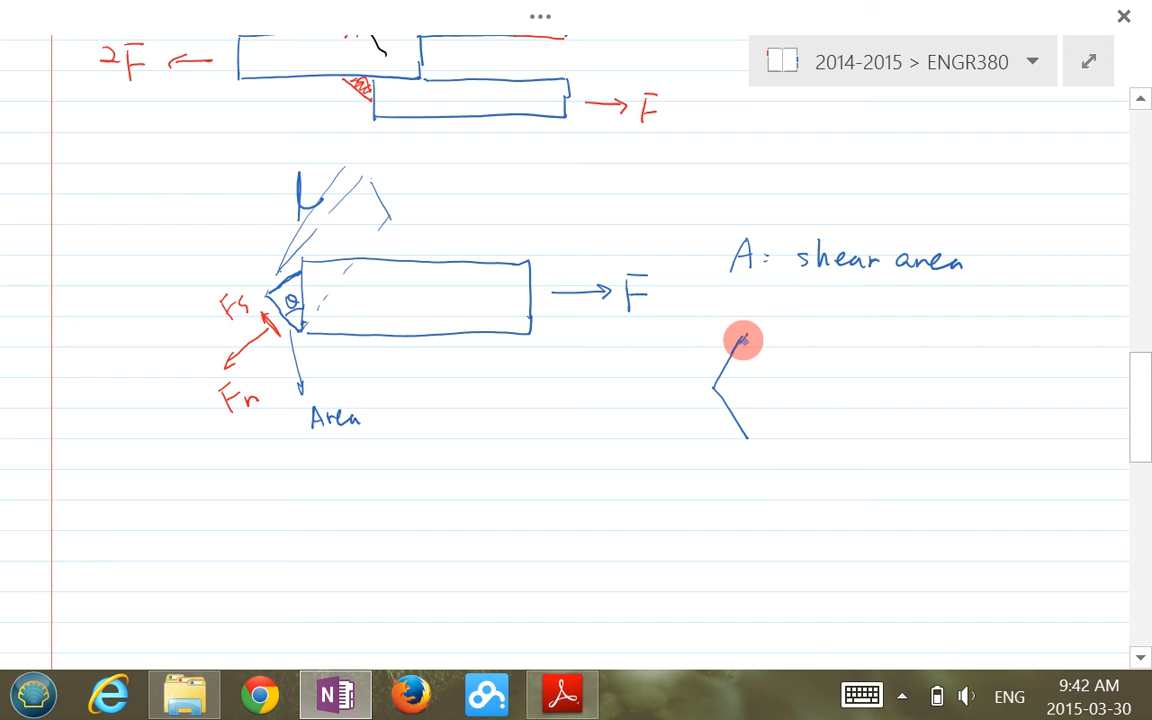 2014-2015 > ENGR380
2F
F
A: shear area
θ
F
Fs
Fn
Area
ENG
9:42 AM
2015-03-30